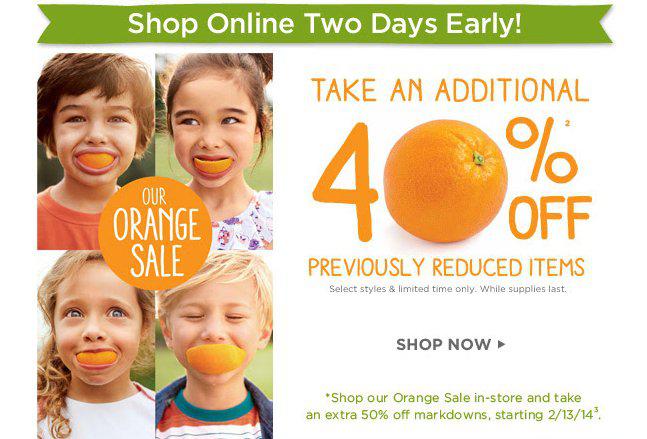 Shop Online Two Days Early!
OUR
ORANGE
SALE
TAKE AN ADDITIONAL
40%²
OFF
PREVIOUSLY REDUCED ITEMS
Select styles & limited time only. While supplies last.
SHOP NOW ▸
*Shop our Orange Sale in-store and take
an extra 50% off markdowns, starting 2/13/14³.